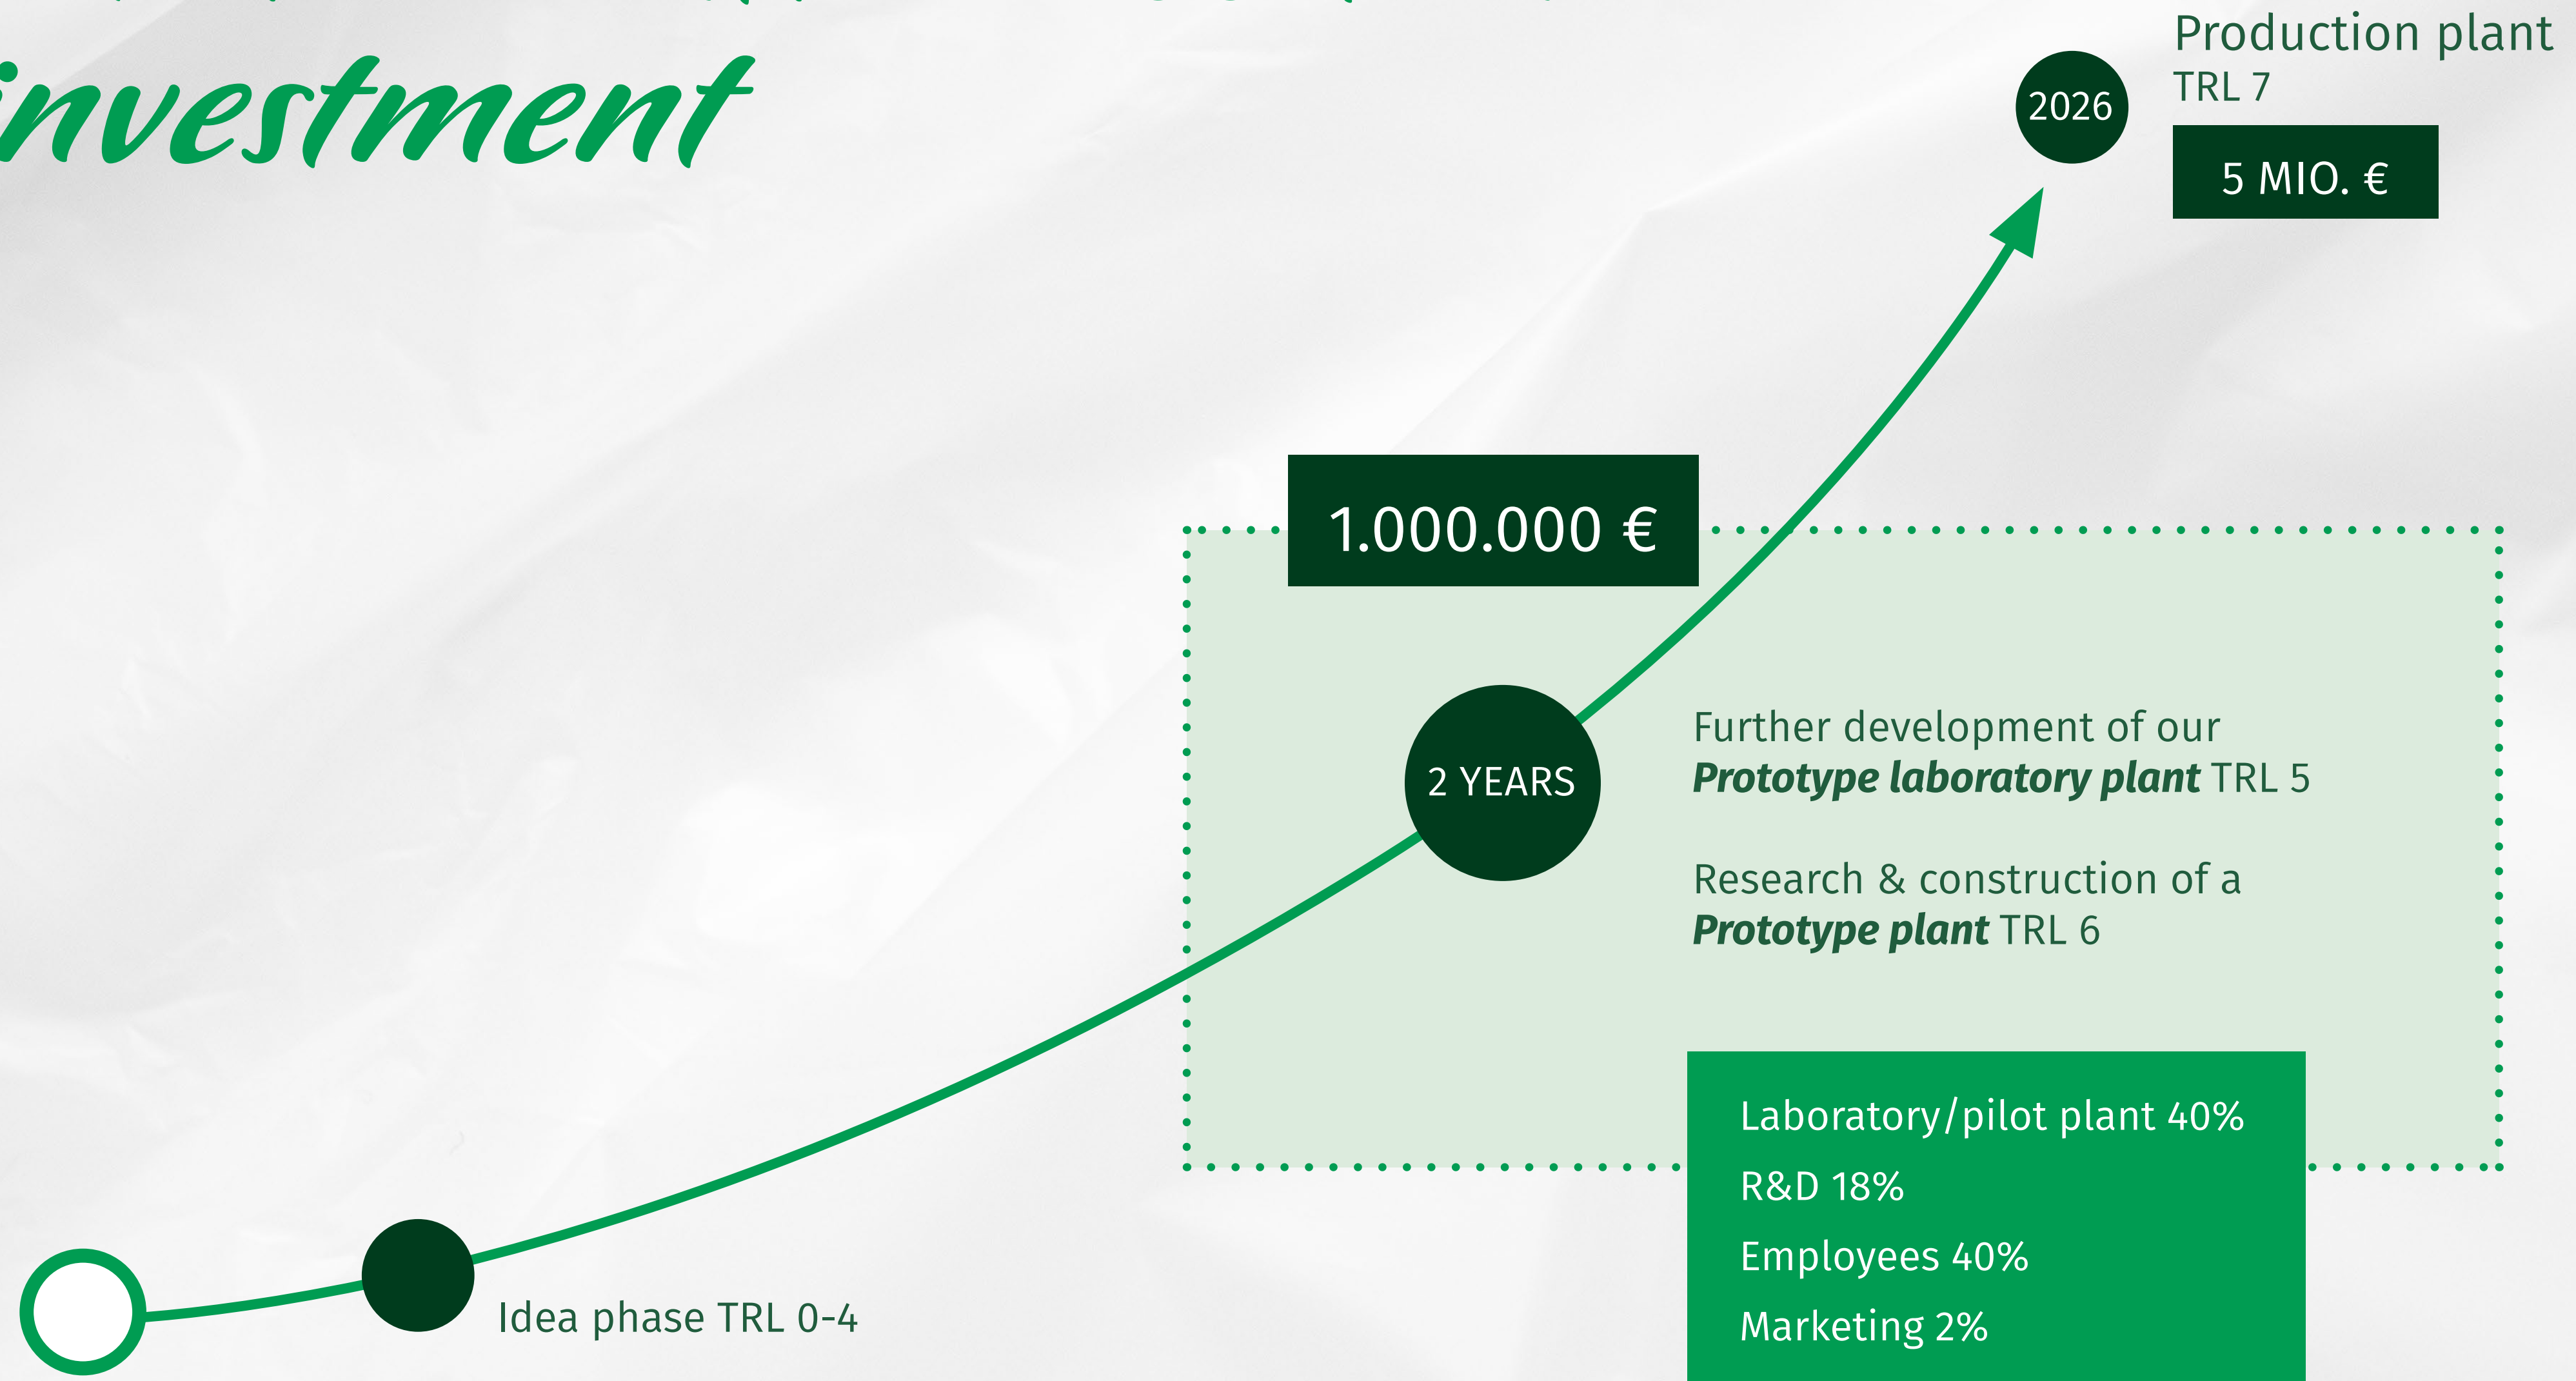 investment
Production plant
TRL 7
2026
5 MIO. €
1.000.000 €
2 YEARS
Further development of our
Prototype laboratory plant TRL 5
Research & construction of a
Prototype plant TRL 6
Laboratory/pilot plant 40%
R&D 18%
Employees 40%
Marketing 2%
Idea phase TRL 0-4